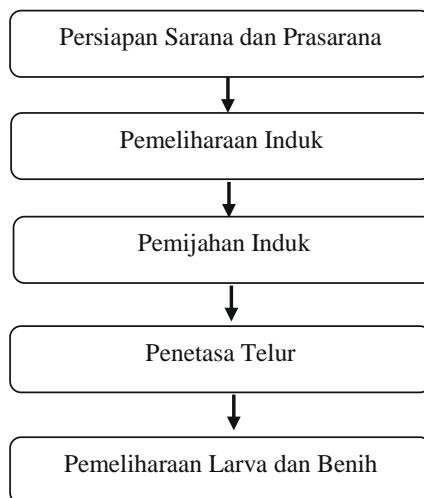 Persiapan Sarana dan Prasarana
Pemeliharaan Induk
Pemijahan Induk
Penetasa Telur
Pemeliharaan Larva dan Benih